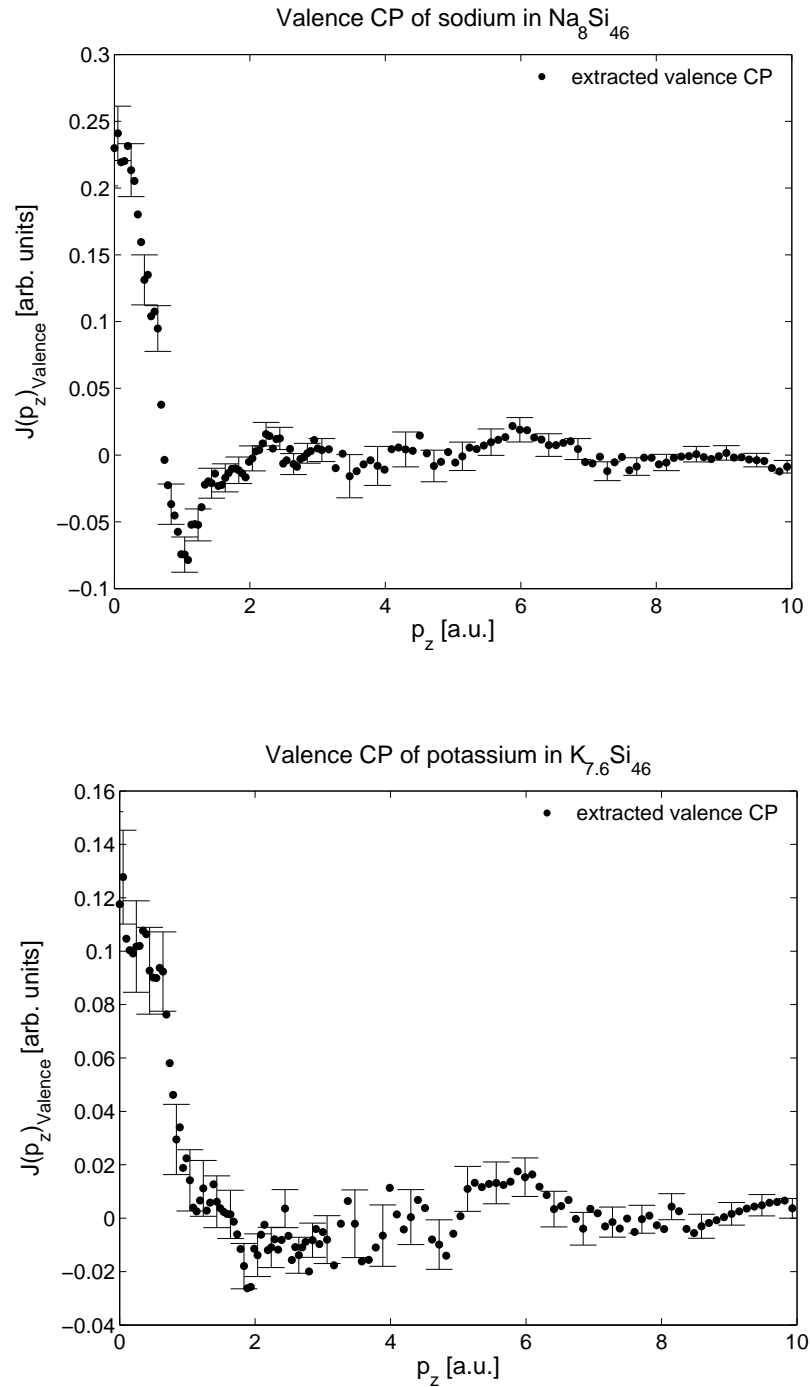 Valence CP of sodium in Na8Si46
extracted valence CP
0.3
0.25
0.2
0.15
0.1
0.05
0
−0.05
−0.1
J(pz)Valence [arb. units]
0 2 4 6 8 10
pz [a.u.]
Valence CP of potassium in K7.6Si46
extracted valence CP
0.16
0.14
0.12
0.1
0.08
0.06
0.04
0.02
0
−0.02
−0.04
J(pz)Valence [arb. units]
0 2 4 6 8 10
pz [a.u.]